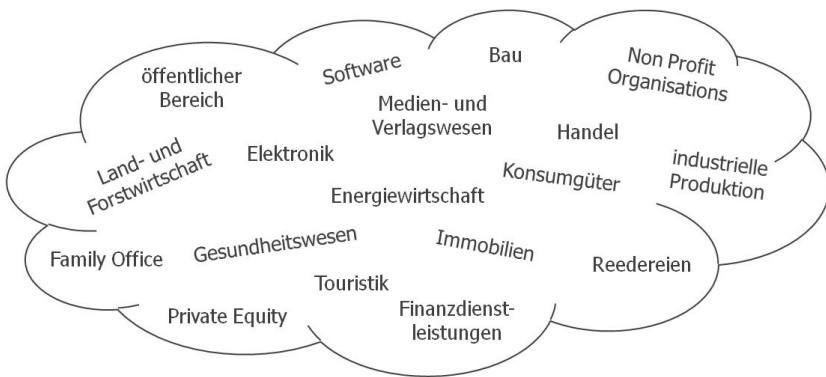 öffentlicher
Bereich
Software
Bau
Non Profit
Organisations
Medien- und
Verlagswesen
Handel
Land- und
Forstwirtschaft
Elektronik
Konsumgüter
industrielle
Produktion
Energiewirtschaft
Family Office
Gesundheitswesen
Immobilien
Reedereien
Touristik
Private Equity
Finanzdienst-
leistungen